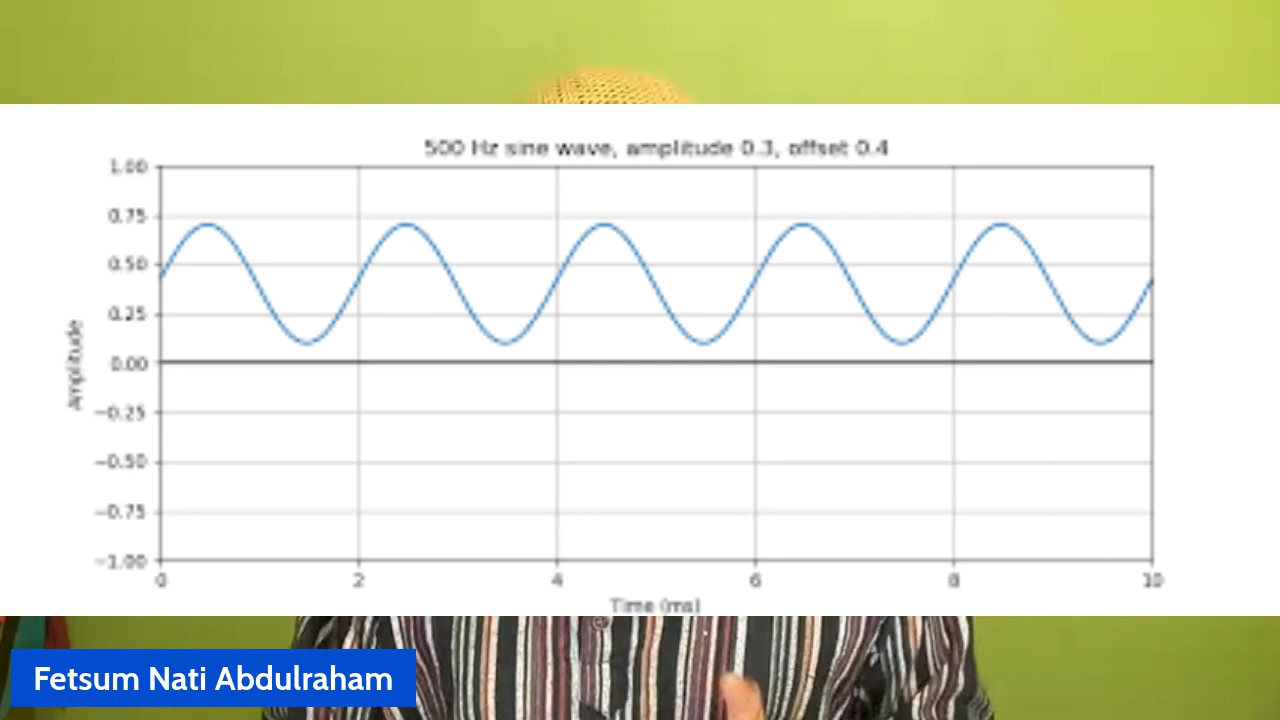 500 Hz sine wave, amplitude 0.3, offset 0.4
1.00
0.75
0.50
0.25
0.00
−0.25
−0.50
−0.75
−1.00
Amplitude
0 2 4 6 8 10
Time (ms)
Fetsum Nati Abdulraham